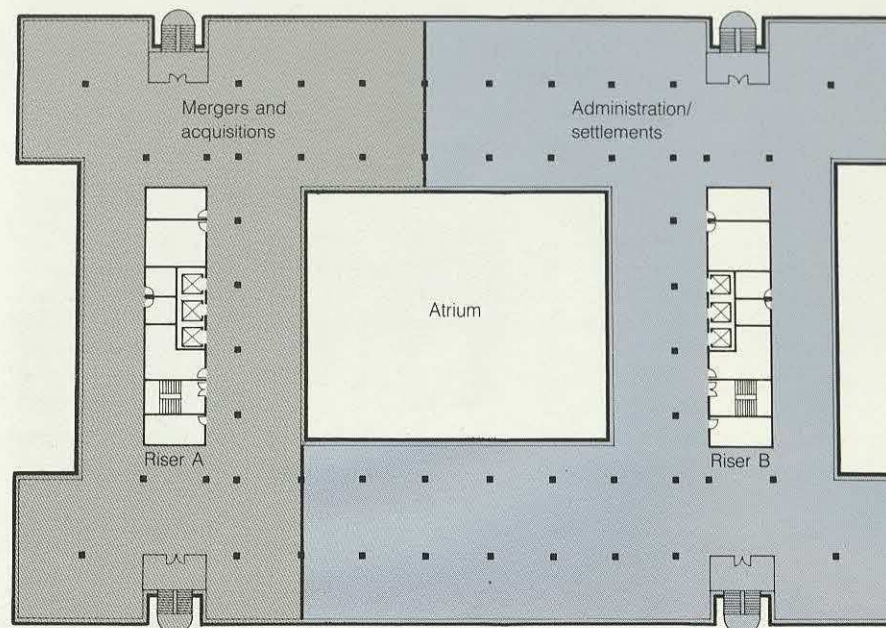 Mergers and
acquisitions
Administration/
settlements
Atrium
Riser A
Riser B